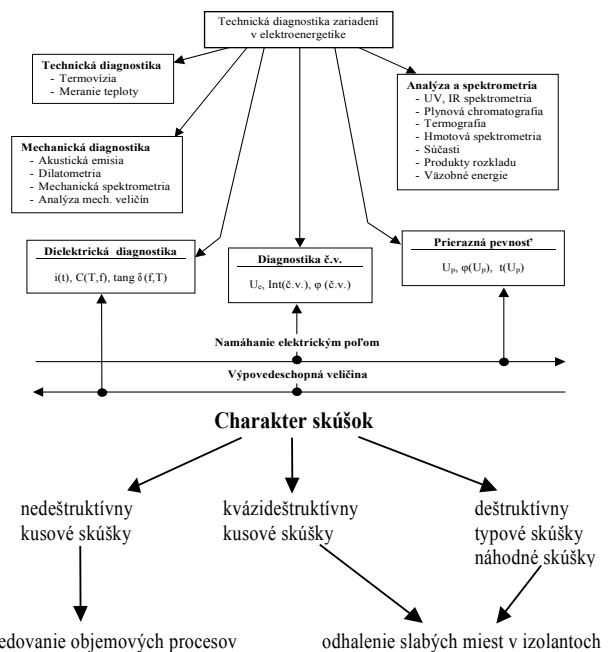 Technická diagnostika zariadení
v elektroenergetike
Technická diagnostika
- Termovízia
- Meranie teploty
Analýza a spektrometria
- UV, IR spektrometria
- Plynová chromatografia
- Termografia
- Hmotová spektrometria
- Súčasti
- Produkty rozkladu
- Väzobné energie
Mechanická diagnostika
- Akustická emisia
- Dilatometria
- Mechanická spektrometria
- Analýza mech. veličín
Dielektrická diagnostika
i(t), C(T,f), tang δ(f,T)
Diagnostika č.v.
Ue, Int(č.v.), φ (č.v.)
Prierazná pevnosť
Up, φ(Up), t(Up)
Namáhanie elektrickým poľom
Výpovedeschopná veličina
Charakter skúšok
nedeštruktívny
kusové skúšky
kvázideštruktívny
kusové skúšky
deštruktívny
typové skúšky
náhodné skúšky
edovanie objemových procesov
odhalenie slabých miest v izolantoch